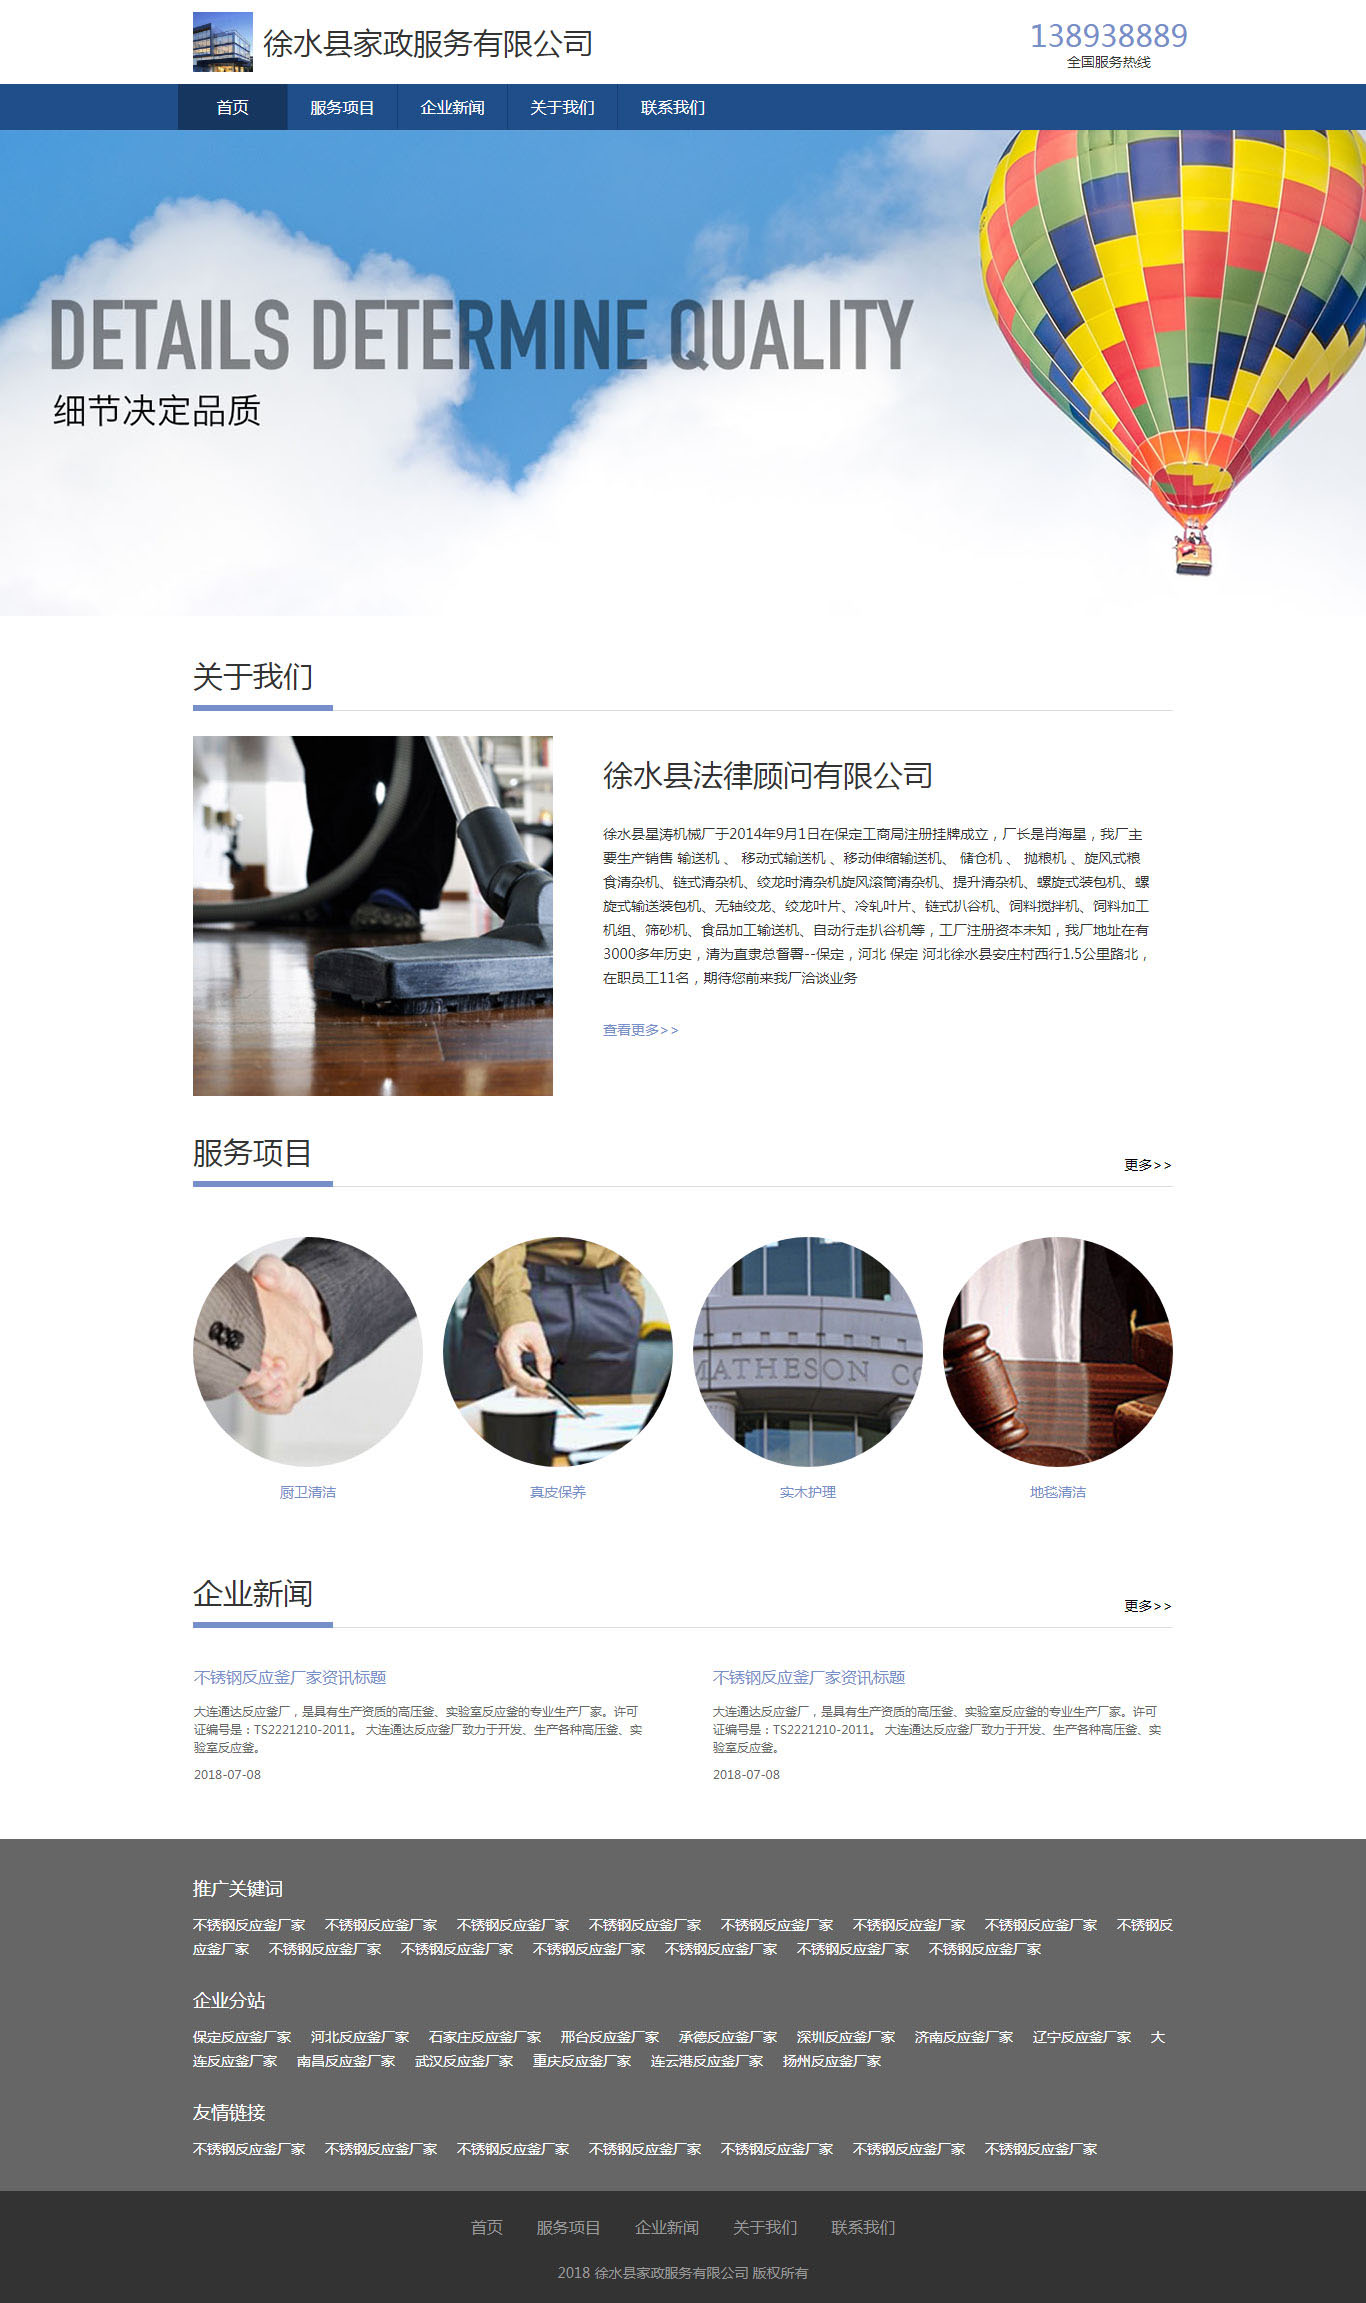 徐水县家政服务有限公司
138938889
全国服务热线
首页 服务项目 企业新闻 关于我们 联系我们
DETAILS DETERMINE QUALITY
细节决定品质
关于我们
徐水县法律顾问有限公司
徐水县星涛机械厂于2014年9月1日在保定工商局注册挂牌成立，厂长是肖海星，我厂主
要生产销售 输送机 、 移动式输送机 、移动伸缩输送机、 储仓机 、 抛粮机 、旋风式粮
食清杂机、链式清杂机、绞龙时清杂机旋风滚筒清杂机、提升清杂机、螺旋式装包机、螺
旋式输送装包机、无轴绞龙、绞龙叶片、冷轧叶片、链式扒谷机、饲料搅拌机、饲料加工
机组、筛砂机、食品加工输送机、自动行走扒谷机等，工厂注册资本未知，我厂地址在有
3000多年历史，清为直隶总督署--保定，河北 保定 河北徐水县安庄村西行1.5公里路北，
在职员工11名，期待您前来我厂洽谈业务
查看更多>>
服务项目
更多>>
MATHESON CO
厨卫清洁 真皮保养 实木护理 地毯清洁
企业新闻
更多>>
不锈钢反应釜厂家资讯标题
大连通达反应釜厂，是具有生产资质的高压釜、实验室反应釜的专业生产厂家。许可
证编号是：TS2221210-2011。 大连通达反应釜厂致力于开发、生产各种高压釜、实
验室反应釜。
2018-07-08
不锈钢反应釜厂家资讯标题
大连通达反应釜厂，是具有生产资质的高压釜、实验室反应釜的专业生产厂家。许可
证编号是：TS2221210-2011。 大连通达反应釜厂致力于开发、生产各种高压釜、实
验室反应釜。
2018-07-08
推广关键词
不锈钢反应釜厂家 不锈钢反应釜厂家 不锈钢反应釜厂家 不锈钢反应釜厂家 不锈钢反应釜厂家 不锈钢反应釜厂家 不锈钢反应釜厂家 不锈钢反
应釜厂家 不锈钢反应釜厂家 不锈钢反应釜厂家 不锈钢反应釜厂家 不锈钢反应釜厂家 不锈钢反应釜厂家 不锈钢反应釜厂家
企业分站
保定反应釜厂家 河北反应釜厂家 石家庄反应釜厂家 邢台反应釜厂家 承德反应釜厂家 深圳反应釜厂家 济南反应釜厂家 辽宁反应釜厂家 大
连反应釜厂家 南昌反应釜厂家 武汉反应釜厂家 重庆反应釜厂家 连云港反应釜厂家 扬州反应釜厂家
友情链接
不锈钢反应釜厂家 不锈钢反应釜厂家 不锈钢反应釜厂家 不锈钢反应釜厂家 不锈钢反应釜厂家 不锈钢反应釜厂家 不锈钢反应釜厂家
首页 服务项目 企业新闻 关于我们 联系我们
2018 徐水县家政服务有限公司 版权所有